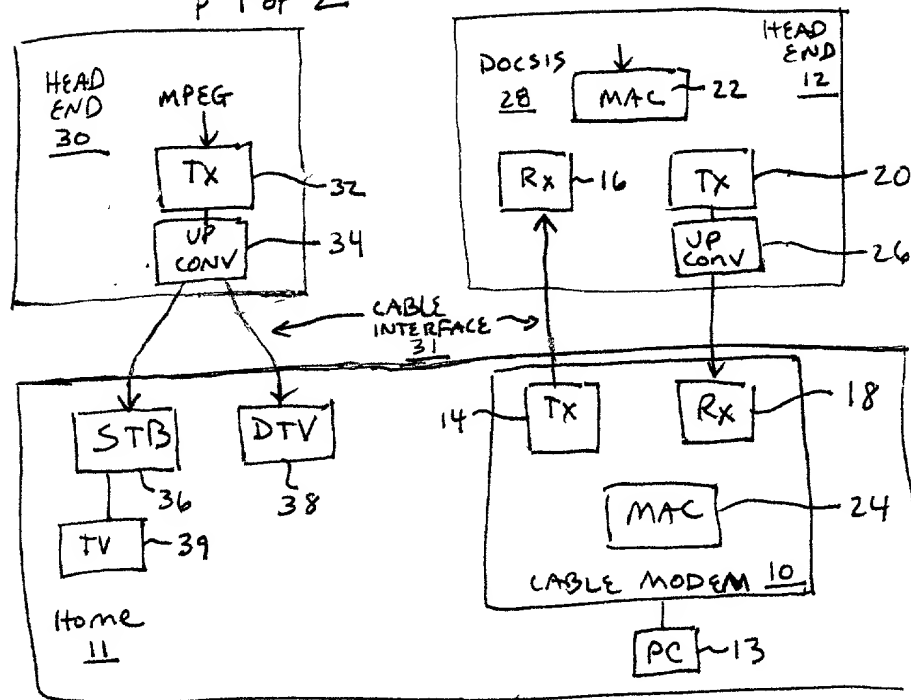 p 1 of 2
HEAD
END
30
MPEG
TX
32
UP
CONV
34
DOCSIS
28
MAC
22
HEAD
END
12
Rx
16
TX
20
UP
CONV
26
CABLE
INTERFACE
31
STB
36
DTV
38
TV
39
Home
11
14
TX
Rx
18
MAC
24
CABLE MODEM 10
PC
13